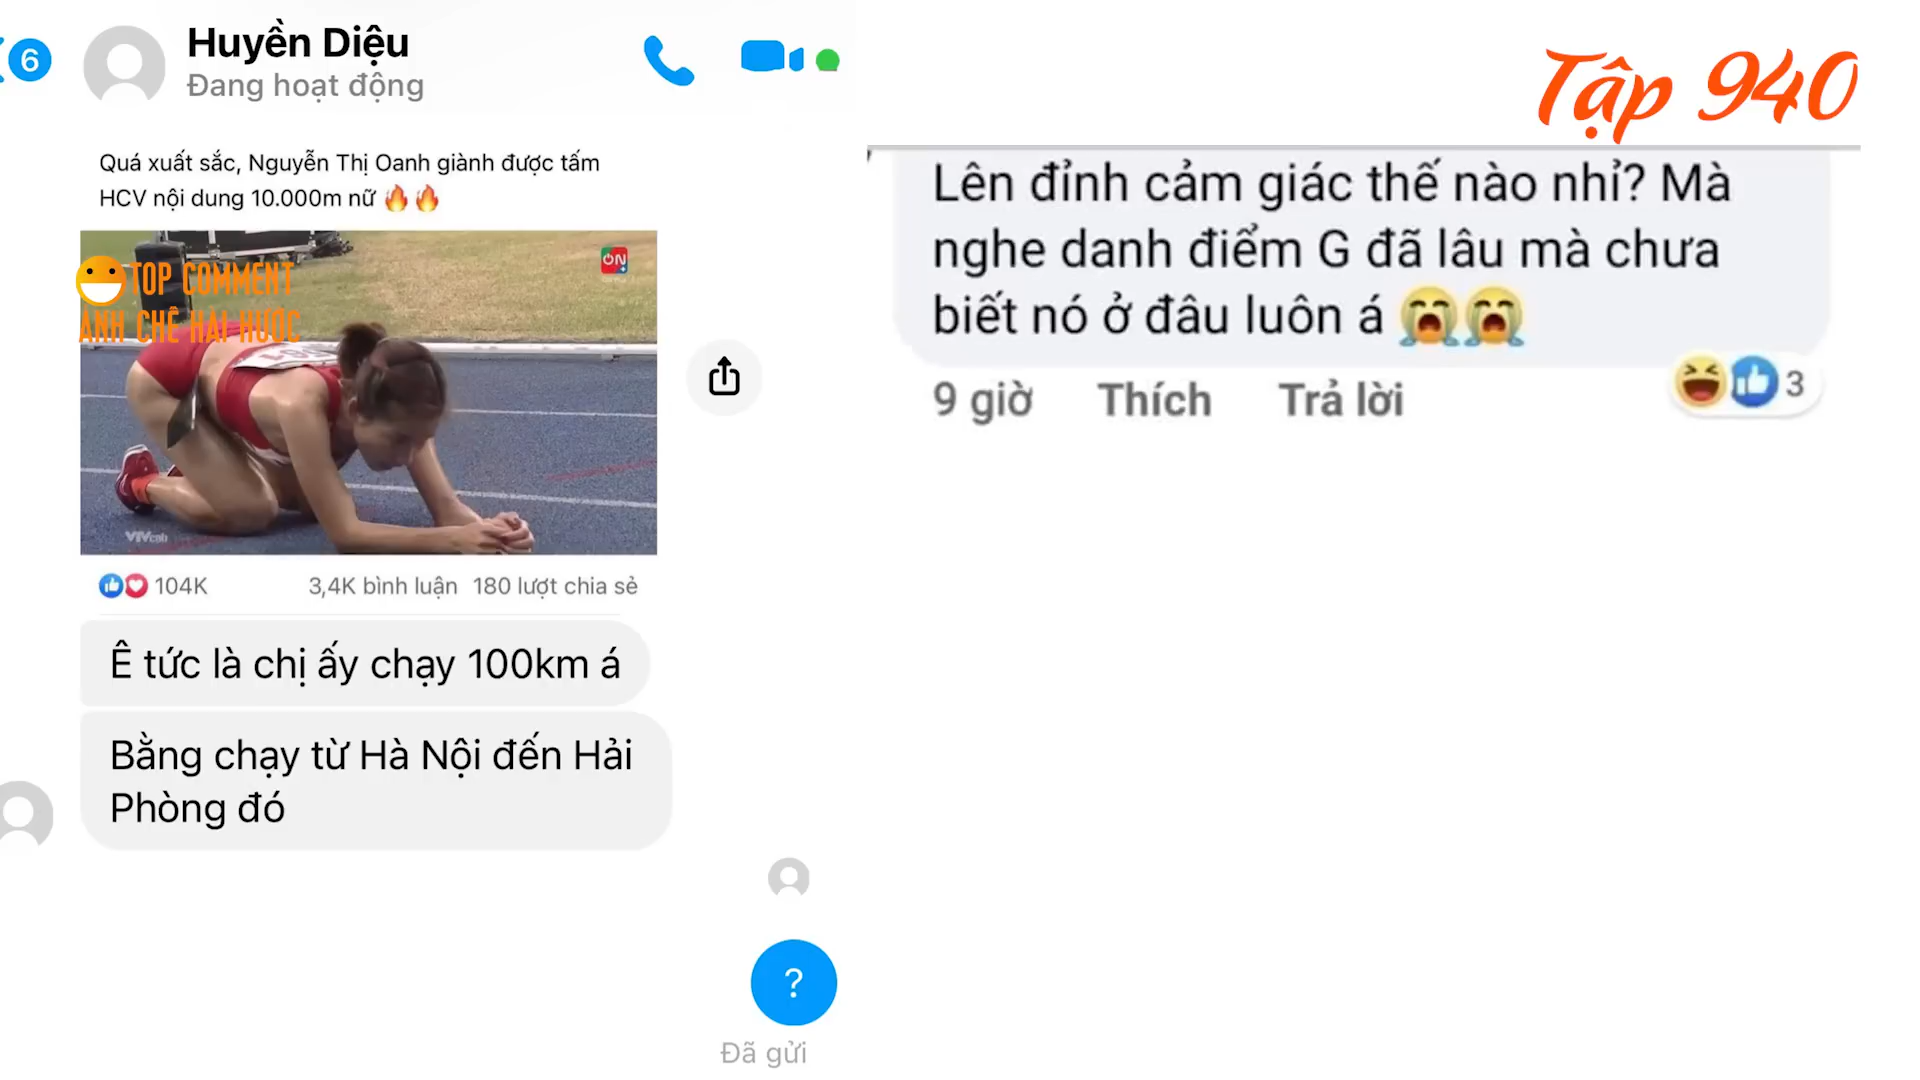 6
Huyền Diệu
Đang hoạt động
Quá xuất sắc, Nguyễn Thị Oanh giành được tấm
HCV nội dung 10.000m nữ 🔥🔥
ON
TOP COMMENT
ẢNH CHẾ HÀI HƯỚC
VTVcab
104K
3,4K bình luận 180 lượt chia sẻ
Ê tức là chị ấy chạy 100km á
Bằng chạy từ Hà Nội đến Hải
Phòng đó
?
Đã gửi
Tập 940
Lên đỉnh cảm giác thế nào nhỉ? Mà
nghe danh điểm G đã lâu mà chưa
biết nó ở đâu luôn á 😭😭
9 giờ Thích Trả lời
3